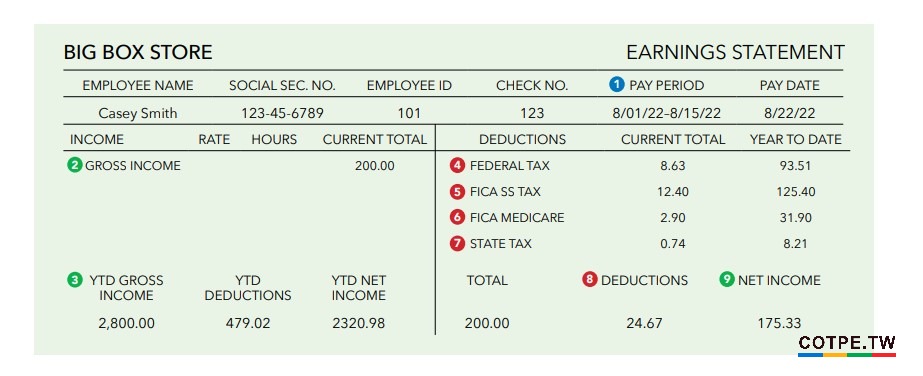 BIG BOX STORE EARNINGS STATEMENT
EMPLOYEE NAME SOCIAL SEC. NO. EMPLOYEE ID CHECK NO. 1 PAY PERIOD PAY DATE
Casey Smith 123-45-6789 101 123 8/01/22–8/15/22 8/22/22
INCOME RATE HOURS CURRENT TOTAL DEDUCTIONS CURRENT TOTAL YEAR TO DATE
2 GROSS INCOME 200.00 4 FEDERAL TAX 8.63 93.51
5 FICA SS TAX 12.40 125.40
6 FICA MEDICARE 2.90 31.90
7 STATE TAX 0.74 8.21
3 YTD GROSS YTD YTD NET TOTAL 8 DEDUCTIONS 9 NET INCOME
INCOME DEDUCTIONS INCOME
2,800.00 479.02 2320.98 200.00 24.67 175.33
COTPE.TW